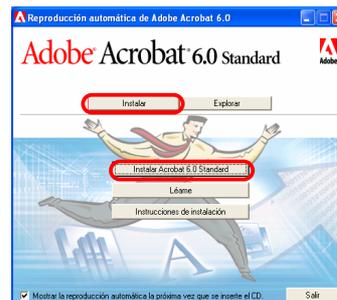 Reproducción automática de Adobe Acrobat 6.0
Adobe Acrobat 6.0 Standard
Adobe
Instalar Explorar
Instalar Acrobat 6.0 Standard
Léame
Instrucciones de instalación
Mostrar la reproducción automática la próxima vez que se inserte el CD. Salir